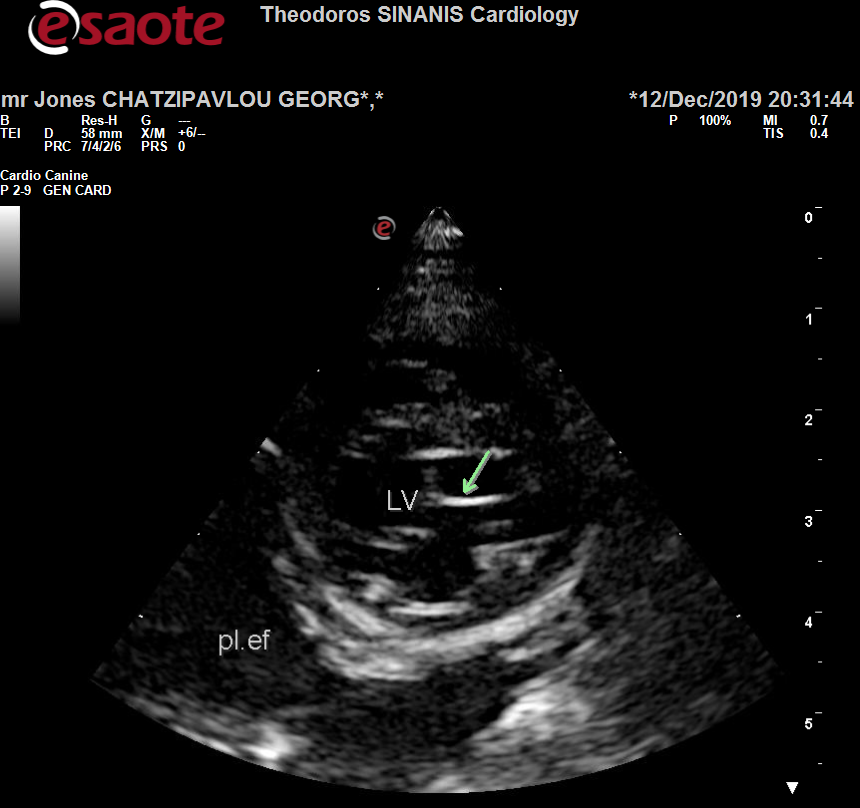 esaote
Theodoros SINANIS Cardiology
mr Jones CHATZIPAVLOU GEORG*,*
*12/Dec/2019 20:31:44
B Res-H G ---
TEI D 58 mm X/M +6/--
PRC 7/4/2/6 PRS 0
P 100% MI 0.7
TIS 0.4
Cardio Canine
P 2-9 GEN CARD
e
0
1
2
LV
3
4
pl.ef
5